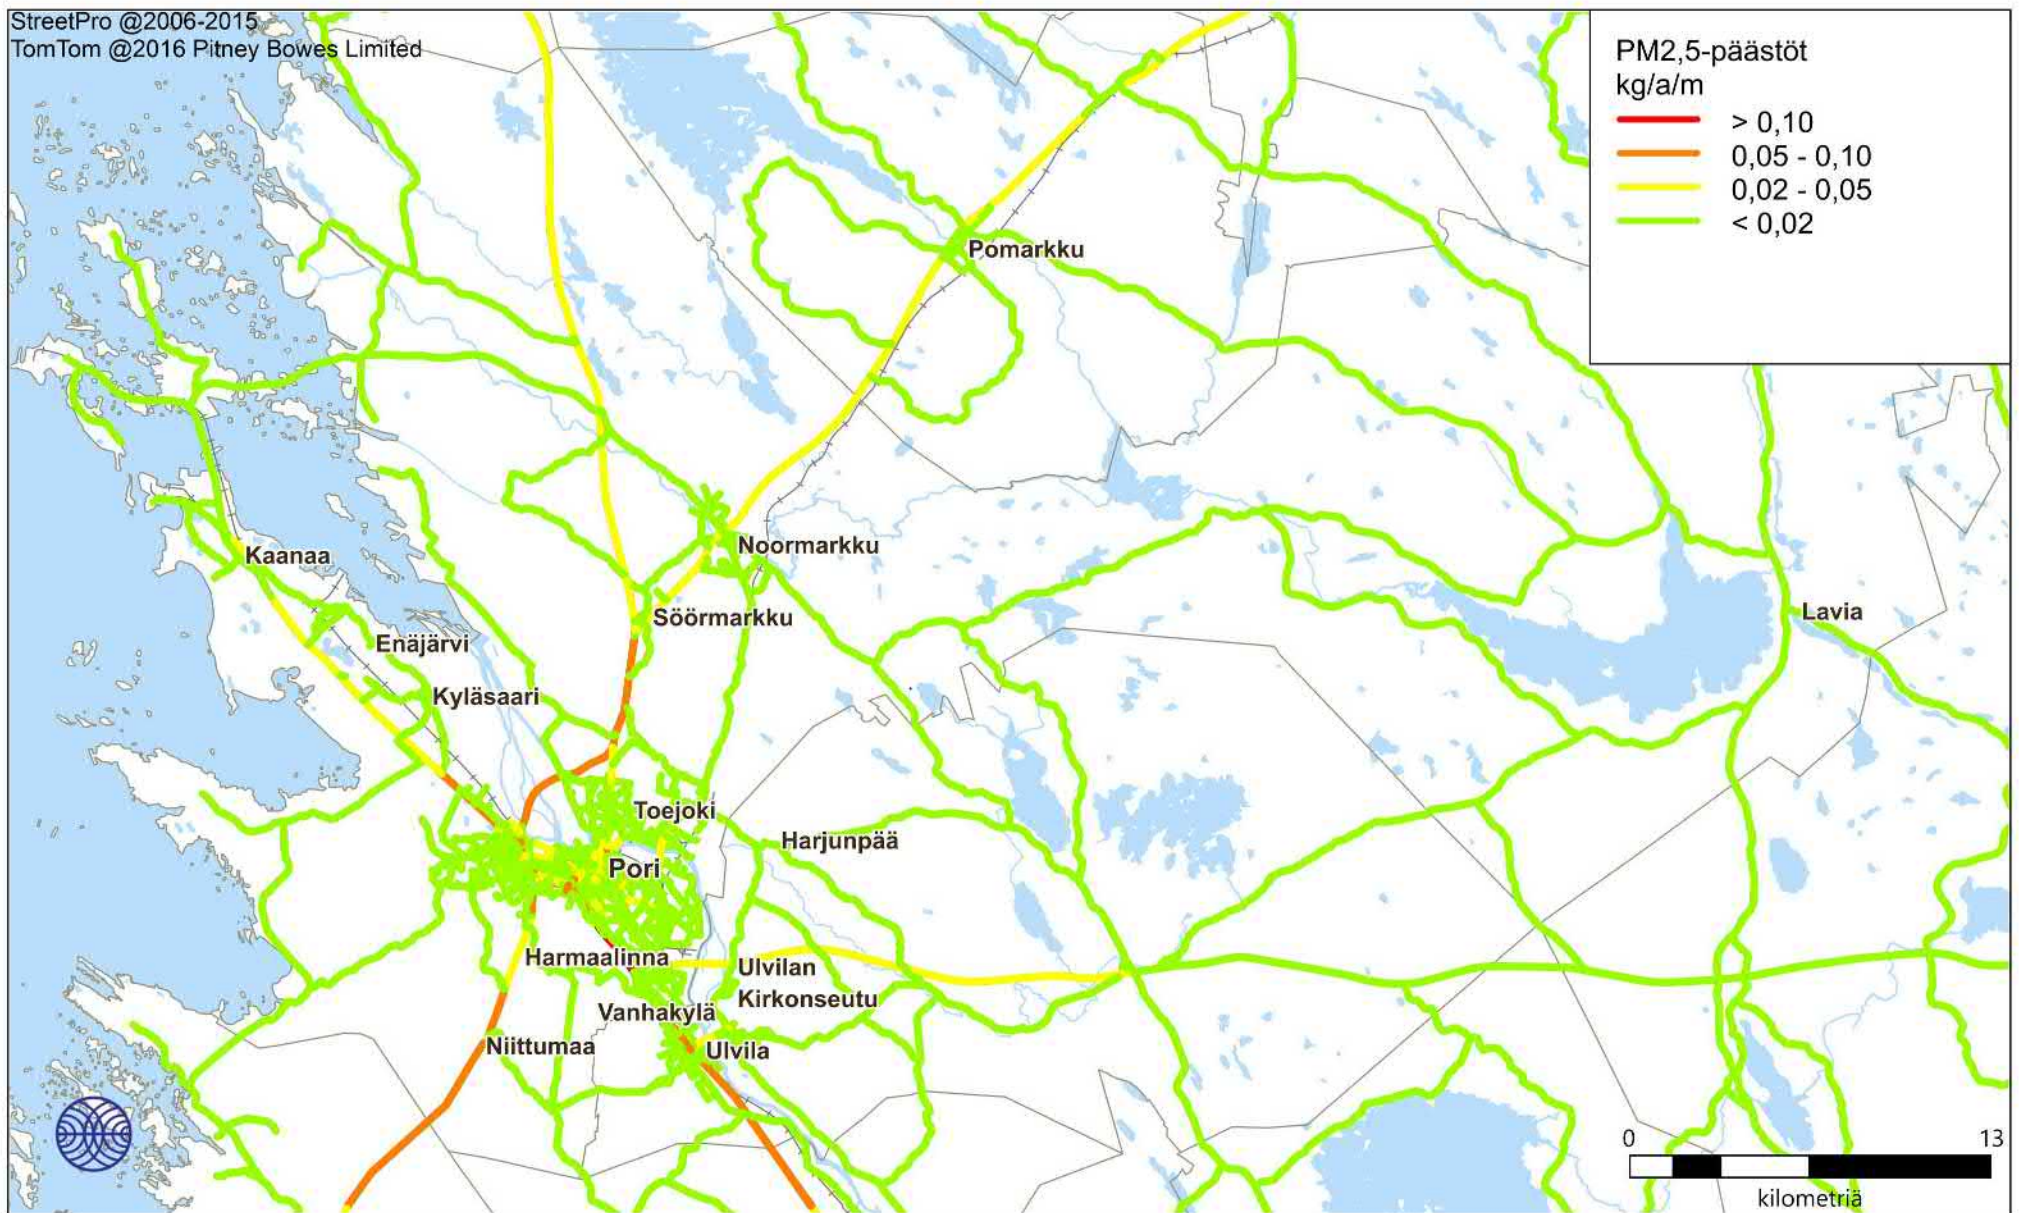 StreetPro @2006-2015
TomTom @2016 Pitney Bowes Limited
PM2,5-päästöt
kg/a/m
> 0,10
0,05 - 0,10
0,02 - 0,05
< 0,02
Pomarkku
Noormarkku
Kaanaa
Söörmarkku
Lavia
Enäjärvi
Kyläsaari
Toejoki
Harjunpää
Pori
Harmaalinna
Ulvilan
Kirkonseutu
Vanhakylä
Niittumaa
Ulvila
0 13
kilometriä